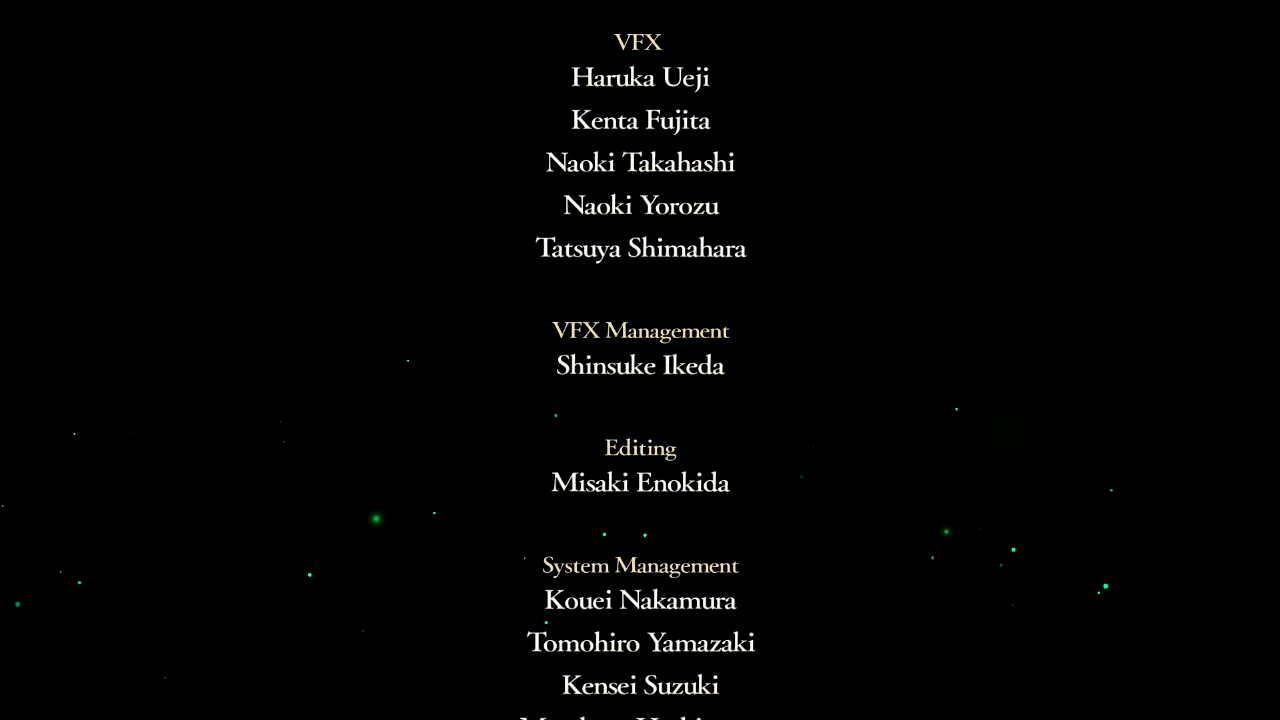 VFX
Haruka Ueji
Kenta Fujita
Naoki Takahashi
Naoki Yorozu
Tatsuya Shimahara
VFX Management
Shinsuke Ikeda
Editing
Misaki Enokida
System Management
Kouei Nakamura
Tomohiro Yamazaki
Kensei Suzuki